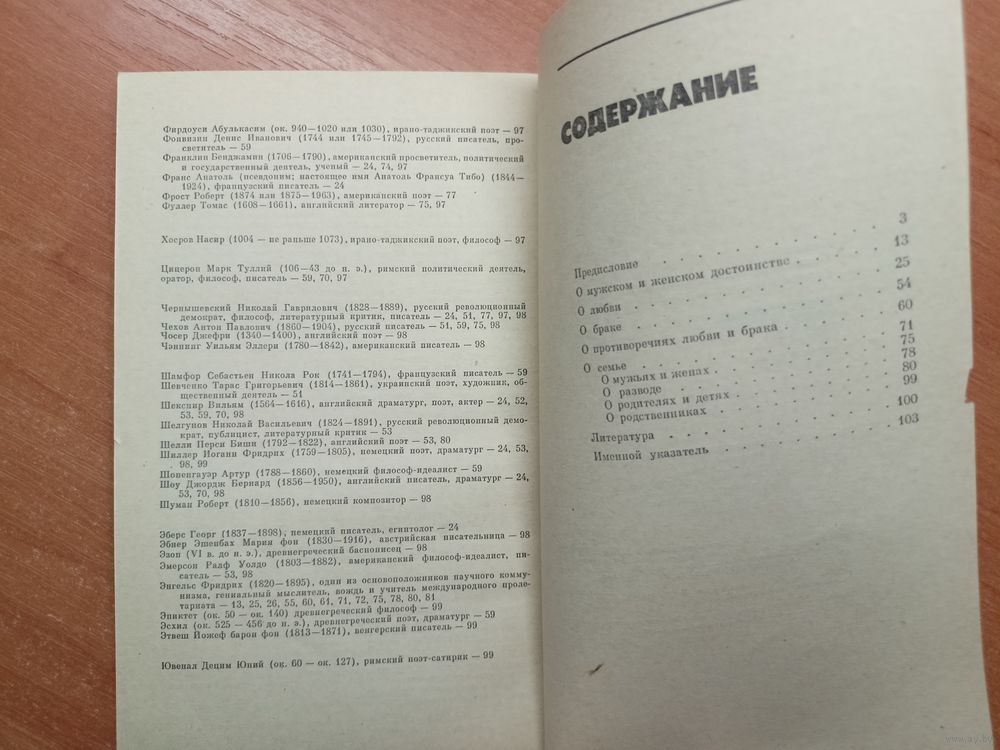 Фирдоуси Абулькасим (ок. 940—1020 или 1030), ирано-таджикский поэт — 97
Фонвизин Денис Иванович (1744 или 1745—1792), русский писатель, про-
светитель — 59
Франклин Бенджамин (1706—1790), американский просветитель, политический
и государственный деятель, ученый — 24, 74, 97
Франс Анатоль (псевдоним; настоящее имя Анатоль Франсуа Тибо) (1844—
1924), французский писатель — 24
Фрост Роберт (1874 или 1875—1963), американский поэт — 77
Фуллер Томас (1608—1661), английский литератор — 75, 97
Хосров Насир (1004 — не раньше 1073), ирано-таджикский поэт, философ — 97
Цицерон Марк Туллий (106—43 до н. э.), римский политический деятель,
оратор, философ, писатель — 59, 70, 97
Чернышевский Николай Гаврилович (1828—1889), русский революционный
демократ, философ, литературный критик, писатель — 24, 51, 77, 97, 98
Чехов Антон Павлович (1860—1904), русский писатель — 51, 59, 75, 98
Чосер Джефри (1340—1400), английский поэт — 98
Чэннинг Уильям Эллери (1780—1842), американский писатель — 98
Шамфор Себастьен Никола Рок (1741—1794), французский писатель — 59
Шевченко Тарас Григорьевич (1814—1861), украинский поэт, художник, об-
щественный деятель — 51
Шекспир Вильям (1564—1616), английский драматург, поэт, актер — 24, 52,
53, 59, 70, 98
Шелгунов Николай Васильевич (1824—1891), русский революционный демо-
крат, публицист, литературный критик — 53
Шелли Перси Биши (1792—1822), английский поэт — 53, 80
Шиллер Иоганн Фридрих (1759—1805), немецкий поэт, драматург — 24, 53,
98, 99
Шопенгауэр Артур (1788—1860), немецкий философ-идеалист — 59
Шоу Джордж Бернард (1856—1950), английский писатель, драматург — 24,
53, 70, 98
Шуман Роберт (1810—1856), немецкий композитор — 98
Эберс Георг (1837—1898), немецкий писатель, египтолог — 24
Эбнер Эшенбах Мария фон (1830—1916), австрийская писательница — 98
Эзоп (VI в. до н. э.), древнегреческий баснописец — 98
Эмерсон Ралф Уолдо (1803—1882), американский философ-идеалист, пи-
сатель — 53, 98
Энгельс Фридрих (1820—1895), один из основоположников научного комму-
низма, гениальный мыслитель, вождь и учитель международного проле-
тариата — 13, 25, 26, 55, 60, 61, 71, 72, 75, 78, 80, 81
Эпиктет (ок. 50 — ок. 140) древнегреческий философ — 99
Эсхил (ок. 525 — 456 до н. э.), древнегреческий поэт, драматург — 59
Этвеш Йожеф барон фон (1813—1871), венгерский писатель — 99
Ювенал Децим Юний (ок. 60 — ок. 127), римский поэт-сатирик — 99
СОДЕРЖАНИЕ
Предисловие . . . . . . . . 3
О мужском и женском достоинстве . . . . 13
О любви . . . . . . . . . 25
О браке . . . . . . . . . 54
О противоречиях любви и брака . . . . . 60
О семье . . . . . . . . . 71
О мужьях и женах . . . . . . . 75
О разводе . . . . . . . . 78
О родителях и детях . . . . . . 80
О родственниках . . . . . . . 99
Литература . . . . . . . . 100
Именной указатель . . . . . . . 103
www.ay.by